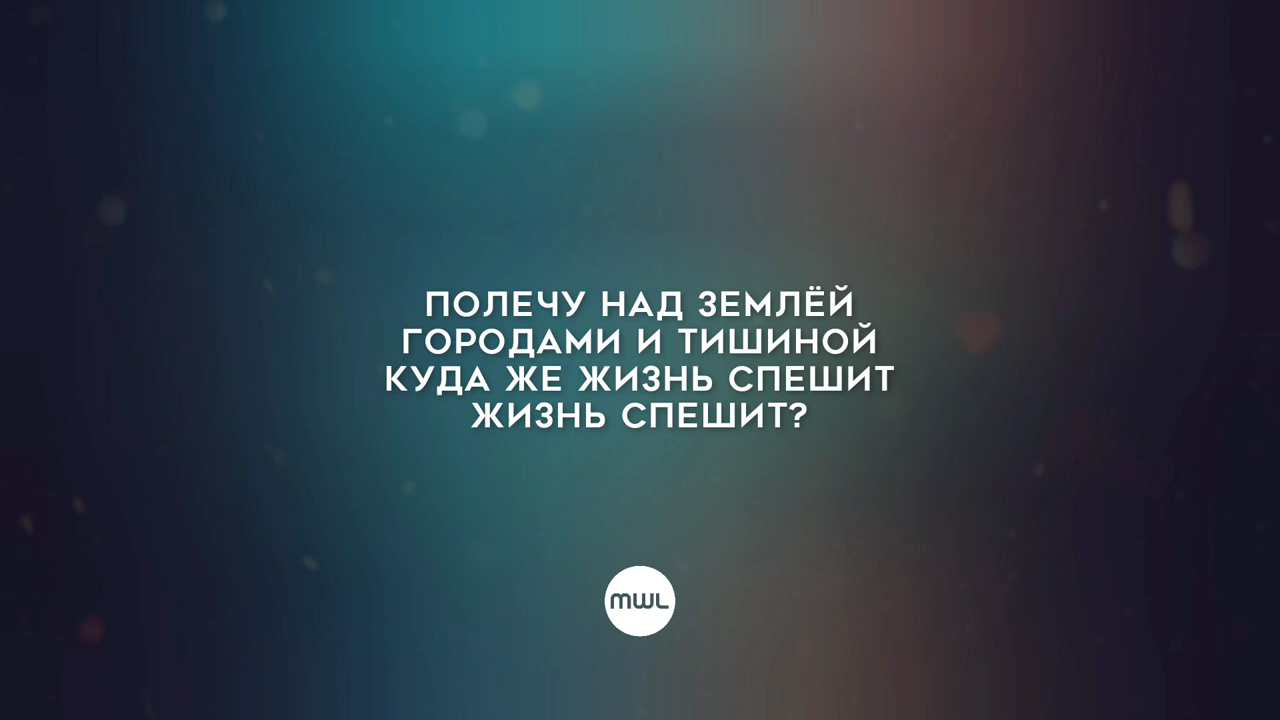 ПОЛЕЧУ НАД ЗЕМЛЁЙ
ГОРОДАМИ И ТИШИНОЙ
КУДА ЖЕ ЖИЗНЬ СПЕШИТ
ЖИЗНЬ СПЕШИТ?
MWL